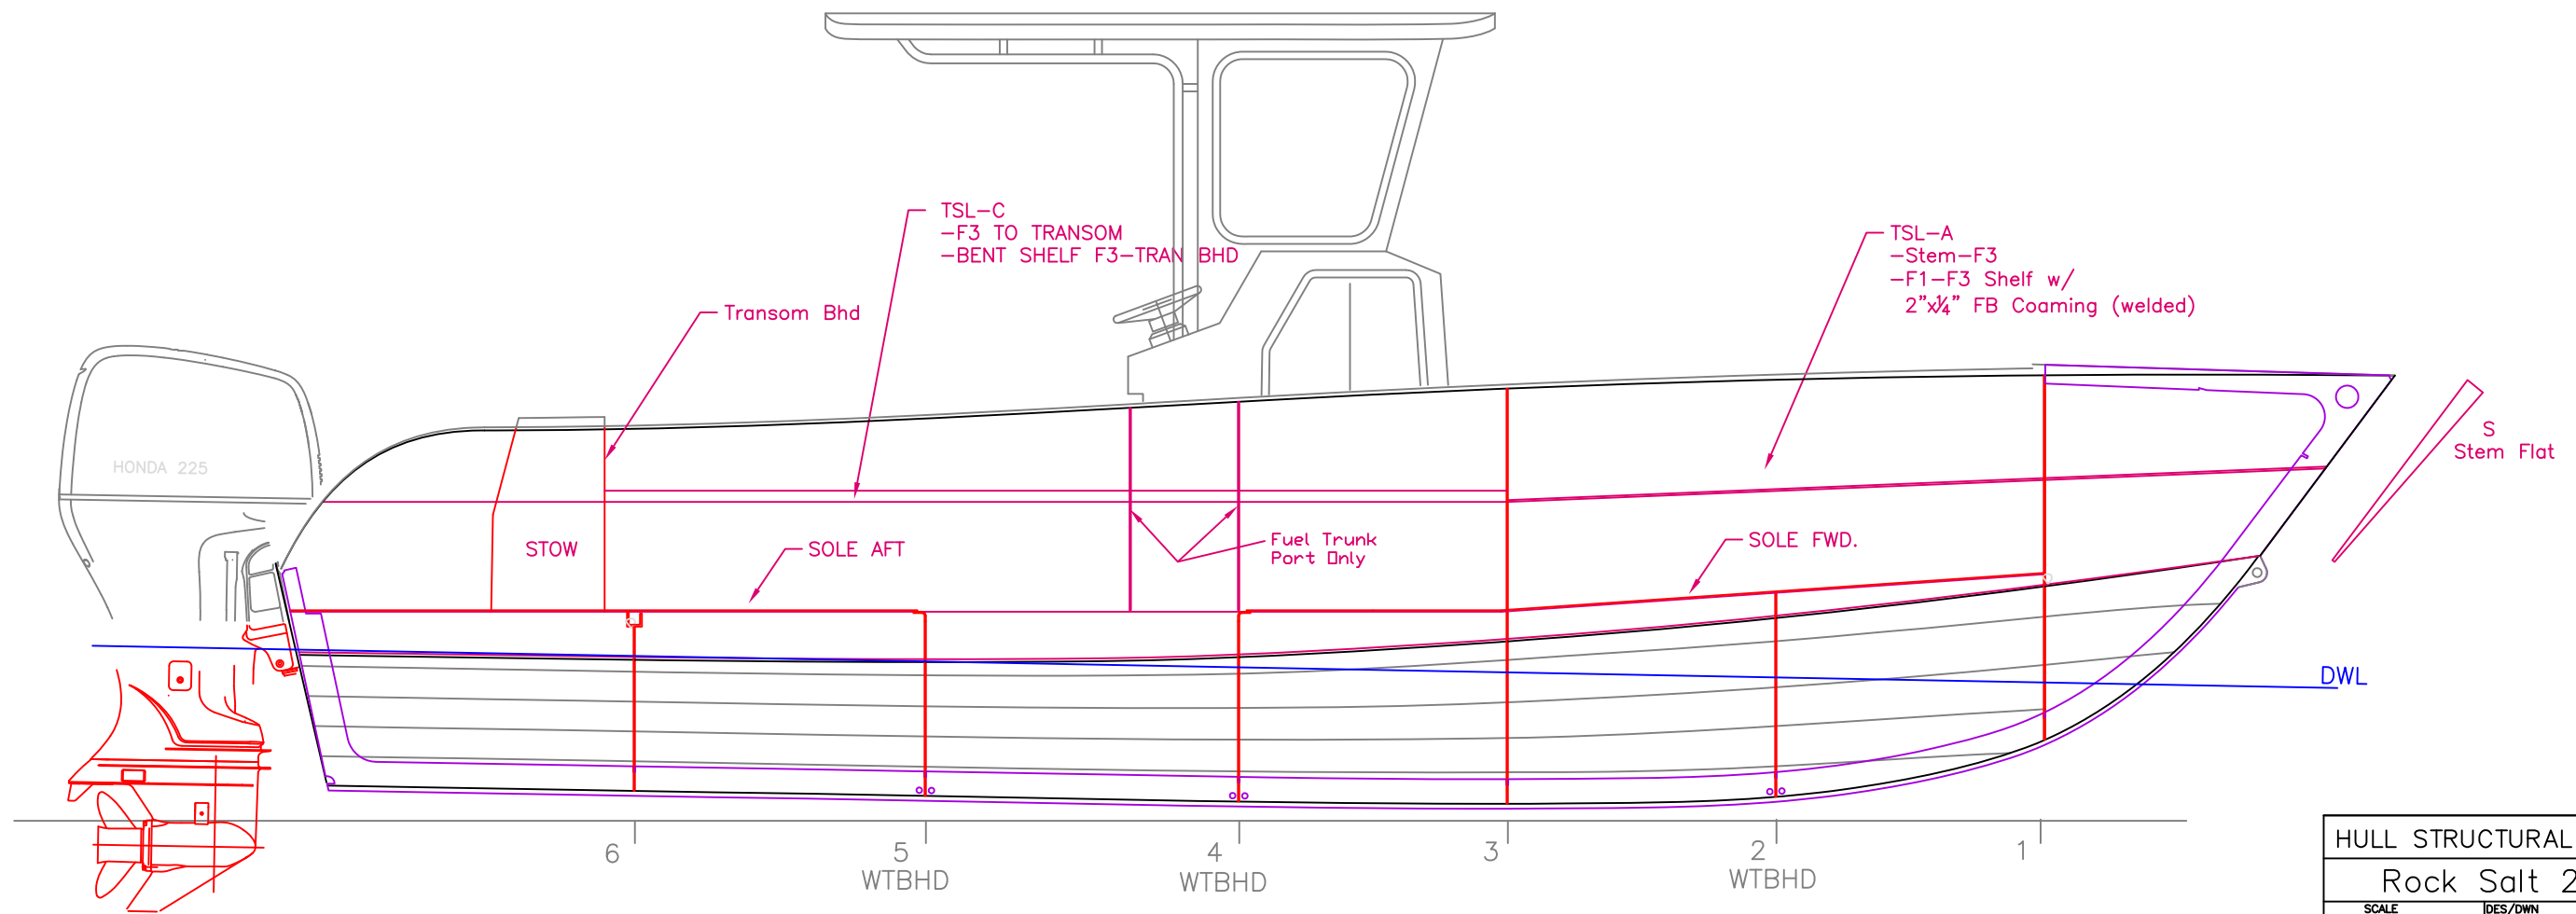 TSL-C
-F3 TO TRANSOM
-BENT SHELF F3-TRAN BHD
TSL-A
-Stem-F3
-F1-F3 Shelf w/
2"x1/4" FB Coaming (welded)
Transom Bhd
S
Stem Flat
HONDA 225
STOW
SOLE AFT
Fuel Trunk
Port Only
SOLE FWD.
DWL
6
5
WTBHD
4
WTBHD
3
2
WTBHD
1
HULL STRUCTURAL
Rock Salt 2
SCALE
DES/DWN